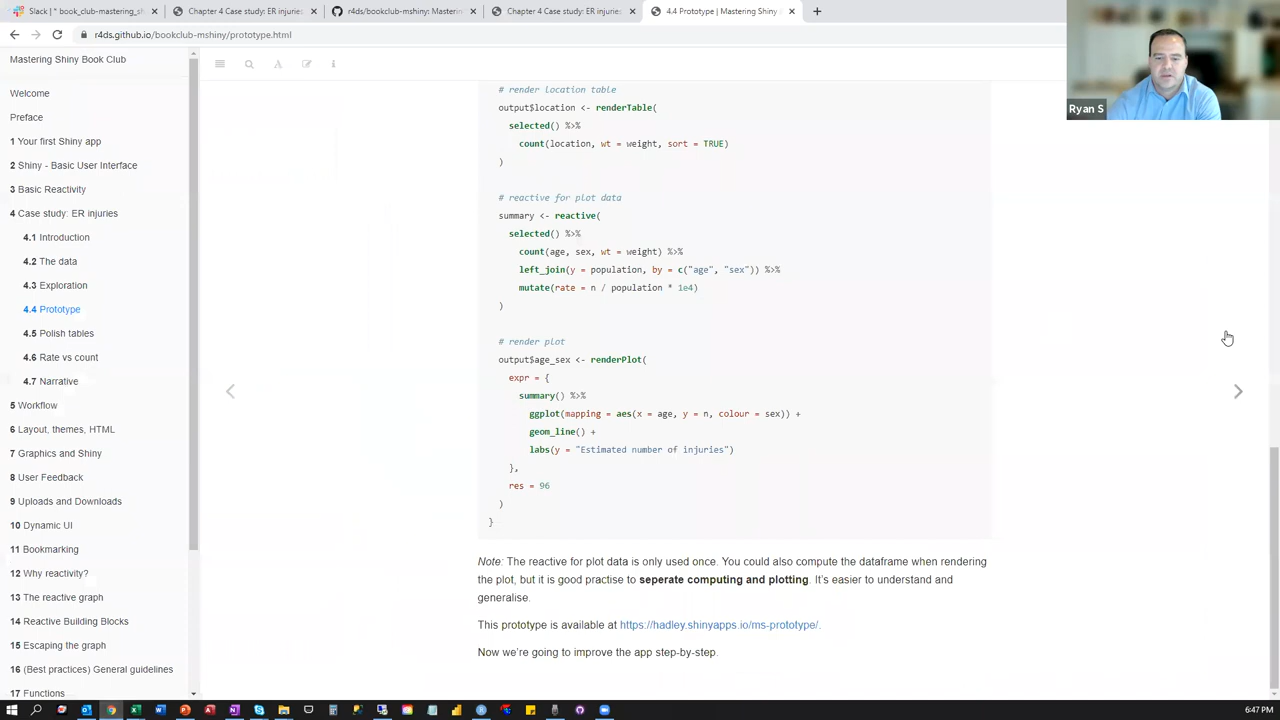 Slack | * book_club-mastering_s
Chapter 4 Case study: ER injuries
r4ds/bookclub-mshiny: Mastering
Chapter 4 Case study: ER injuries
4.4 Prototype | Mastering Shiny
r4ds.github.io/bookclub-mshiny/prototype.html
Mastering Shiny Book Club
Welcome
Preface
1 Your first Shiny app
2 Shiny - Basic User Interface
3 Basic Reactivity
4 Case study: ER injuries
4.1 Introduction
4.2 The data
4.3 Exploration
4.4 Prototype
4.5 Polish tables
4.6 Rate vs count
4.7 Narrative
5 Workflow
6 Layout, themes, HTML
7 Graphics and Shiny
8 User Feedback
9 Uploads and Downloads
10 Dynamic UI
11 Bookmarking
12 Why reactivity?
13 The reactive graph
14 Reactive Building Blocks
15 Escaping the graph
16 (Best practices) General guidelines
17 Functions
# render location table
output$location <- renderTable(
selected() %>%
count(location, wt = weight, sort = TRUE)
)
# reactive for plot data
summary <- reactive(
selected() %>%
count(age, sex, wt = weight) %>%
left_join(y = population, by = c("age", "sex")) %>%
mutate(rate = n / population * 1e4)
)
# render plot
output$age_sex <- renderPlot(
expr = {
summary() %>%
ggplot(mapping = aes(x = age, y = n, colour = sex)) +
geom_line() +
labs(y = "Estimated number of injuries")
},
res = 96
)
}
Note: The reactive for plot data is only used once. You could also compute the dataframe when rendering
the plot, but it is good practise to seperate computing and plotting. It's easier to understand and
generalise.
This prototype is available at https://hadley.shinyapps.io/ms-prototype/.
Now we're going to improve the app step-by-step.
Ryan S
6:47 PM